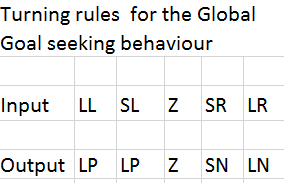 Turning rules for the Global
Goal seeking behaviour
Input LL SL Z SR LR
Output LP LP Z SN LN